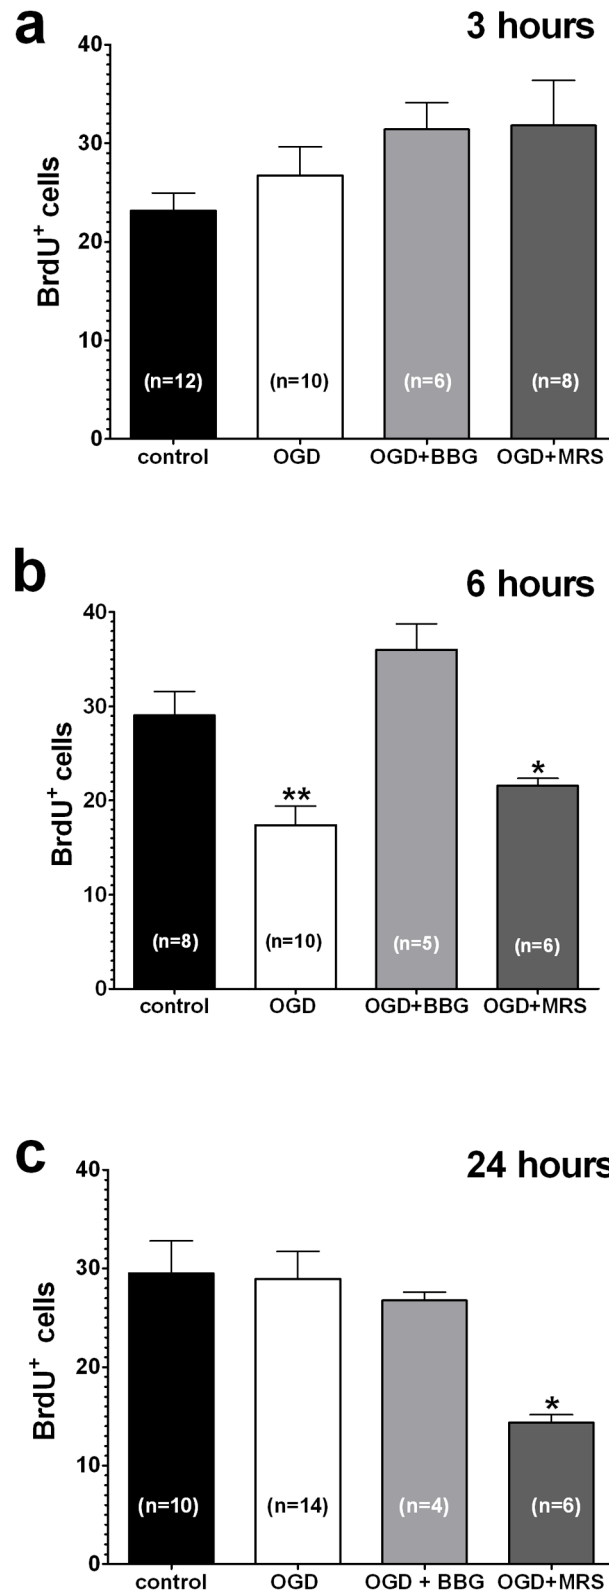 a
3 hours
40
30
20
10
0
BrdU+ cells
(n=12) (n=10) (n=6) (n=8)
control OGD OGD+BBG OGD+MRS
b
6 hours
40
30
20
10
0
BrdU+ cells
** *
(n=8) (n=10) (n=5) (n=6)
control OGD OGD+BBG OGD+MRS
c
24 hours
40
30
20
10
0
BrdU+ cells
*
(n=10) (n=14) (n=4) (n=6)
control OGD OGD + BBG OGD+MRS